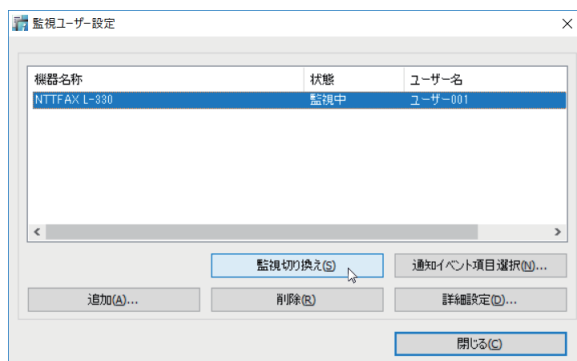 監視ユーザー設定
機器名称 状態 ユーザー名
NTTFAX L-330 監視中 ユーザー001
監視切り換え(S) 通知イベント項目選択(N)...
追加(A)... 削除(R) 詳細設定(D)...
閉じる(C)